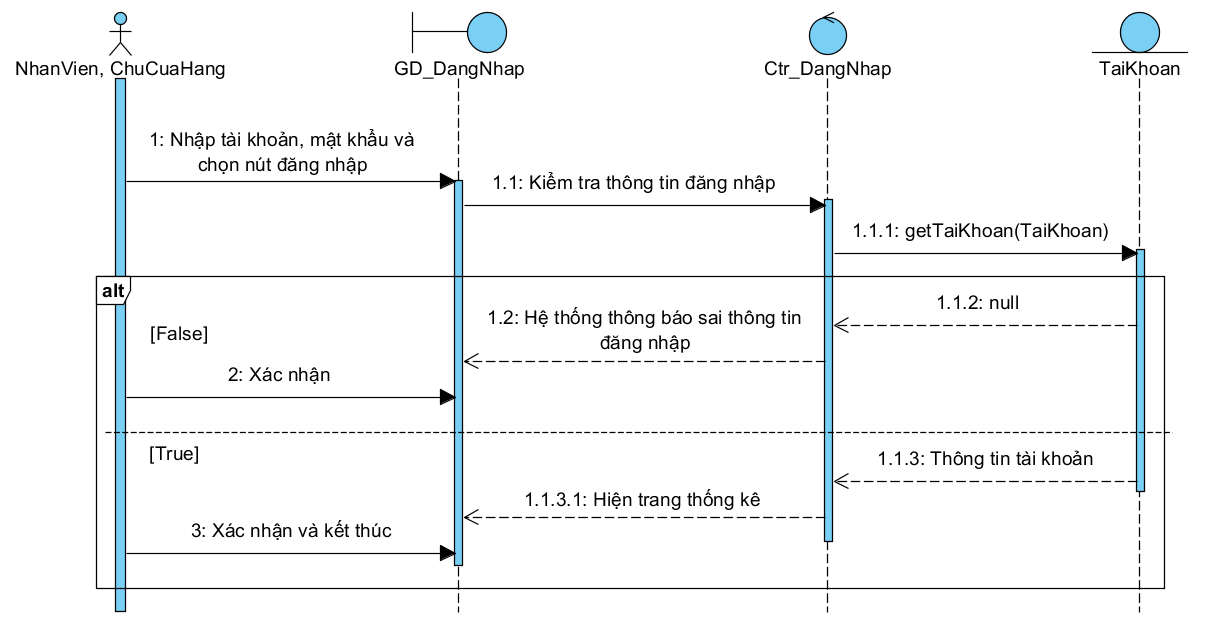 NhanVien, ChuCuaHang
GD_DangNhap
Ctr_DangNhap
TaiKhoan
1: Nhập tài khoản, mật khẩu và
chọn nút đăng nhập
1.1: Kiểm tra thông tin đăng nhập
1.1.1: getTaiKhoan(TaiKhoan)
alt
1.1.2: null
1.2: Hệ thống thông báo sai thông tin
đăng nhập
[False]
2: Xác nhận
[True]
1.1.3: Thông tin tài khoản
1.1.3.1: Hiện trang thống kê
3: Xác nhận và kết thúc